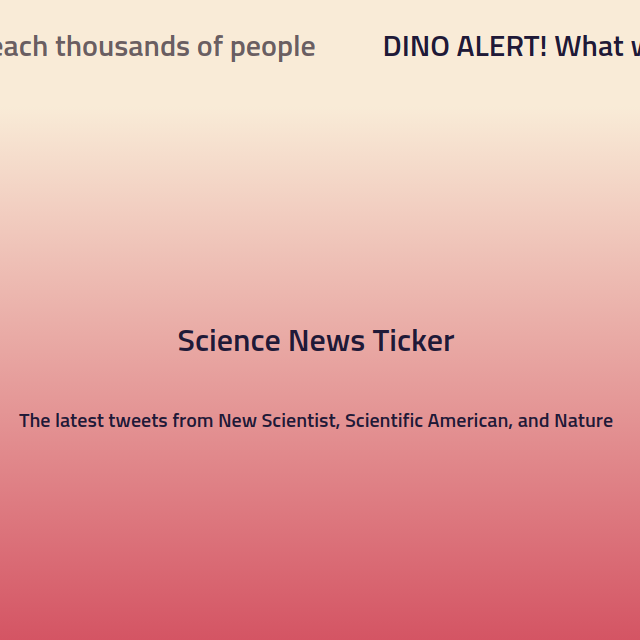 thousands of people DINO ALERT! What
Science News Ticker
The latest tweets from New Scientist, Scientific American, and Nature